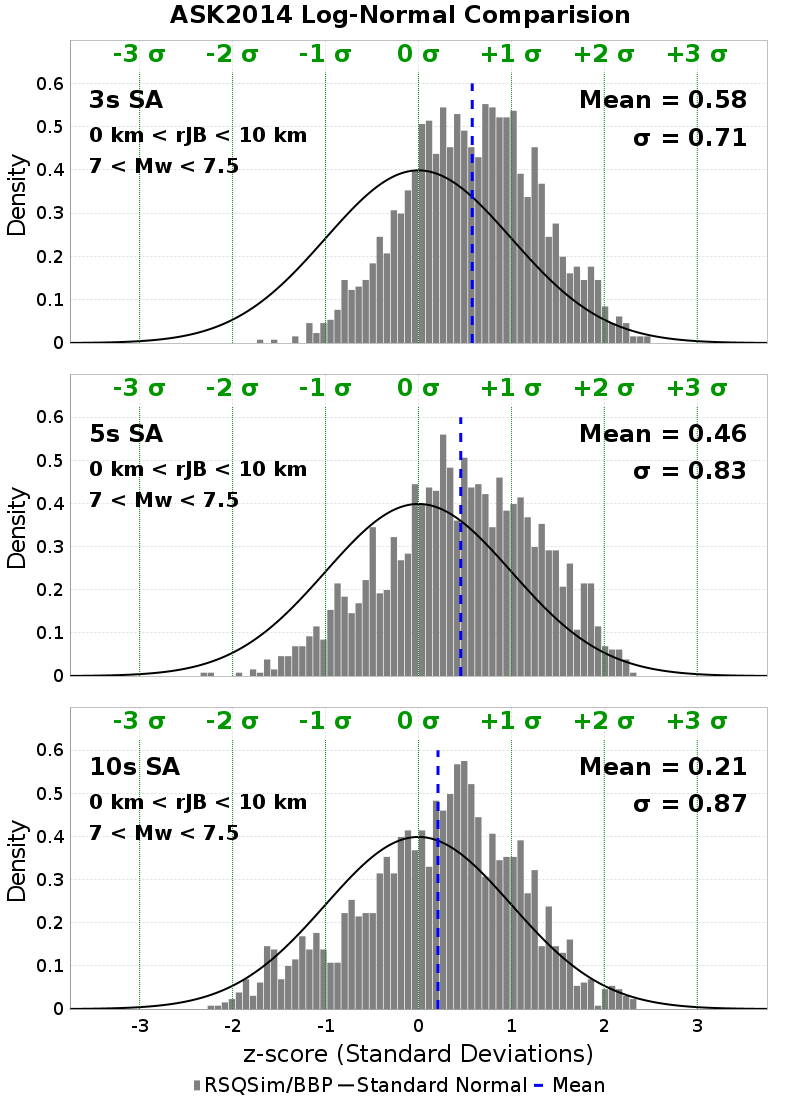 ASK2014 Log-Normal Comparision
-3 σ -2 σ -1 σ 0 σ +1 σ +2 σ +3 σ
3s SA Mean = 0.58
0 km < rJB < 10 km σ = 0.71
7 < Mw < 7.5
0.6
0.5
0.4
0.3
0.2
0.1
0
Density
-3 σ -2 σ -1 σ 0 σ +1 σ +2 σ +3 σ
5s SA Mean = 0.46
0 km < rJB < 10 km σ = 0.83
7 < Mw < 7.5
0.6
0.5
0.4
0.3
0.2
0.1
0
Density
-3 σ -2 σ -1 σ 0 σ +1 σ +2 σ +3 σ
10s SA Mean = 0.21
0 km < rJB < 10 km σ = 0.87
7 < Mw < 7.5
0.6
0.5
0.4
0.3
0.2
0.1
0
Density
-3 -2 -1 0 1 2 3
z-score (Standard Deviations)
RSQSim/BBP Standard Normal Mean